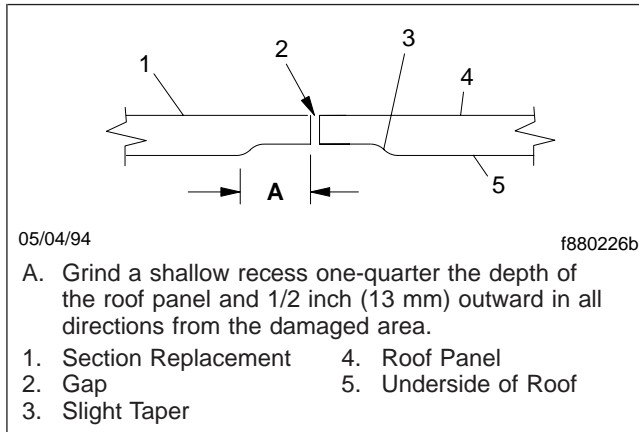 2
3
1
4
A
5
05/04/94
f880226b
A. Grind a shallow recess one-quarter the depth of
the roof panel and 1/2 inch (13 mm) outward in all
directions from the damaged area.
1. Section Replacement 4. Roof Panel
2. Gap 5. Underside of Roof
3. Slight Taper